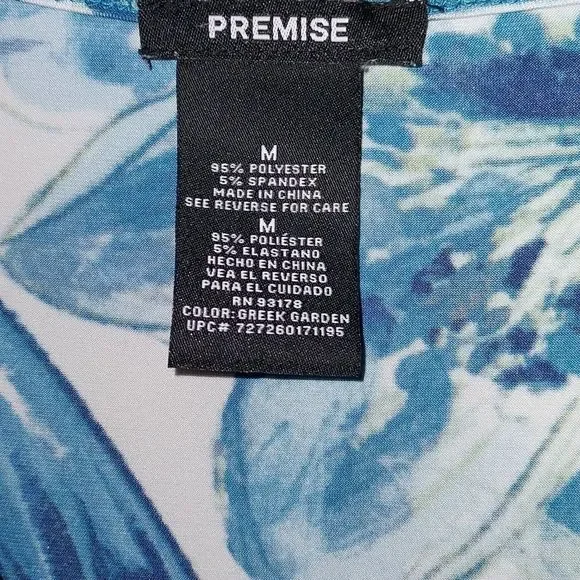 PREMISE
M
95% POLYESTER
5% SPANDEX
MADE IN CHINA
SEE REVERSE FOR CARE
M
95% POLIÉSTER
5% ELASTANO
HECHO EN CHINA
VEA EL REVERSO
PARA EL CUIDADO
RN 93178
COLOR: GREEK GARDEN
UPC# 727260171195